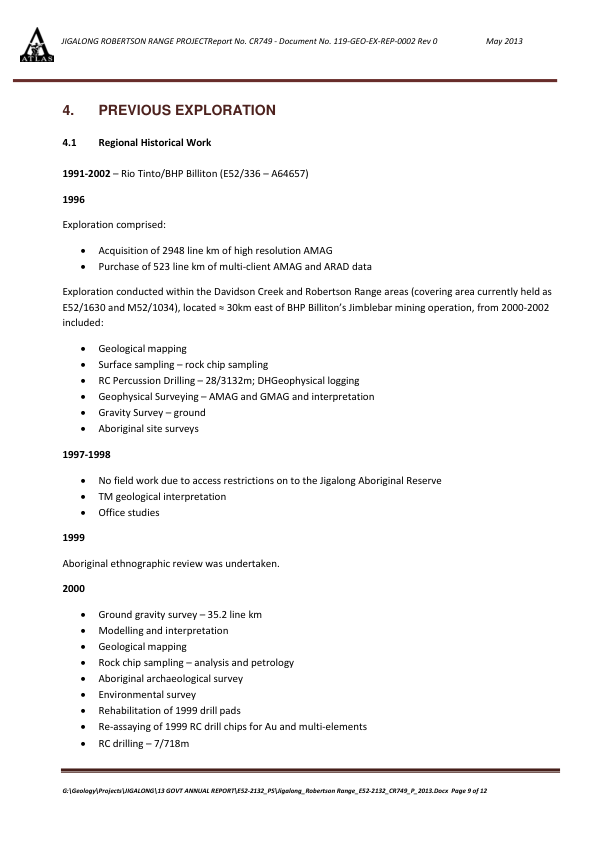 ATLAS
JIGALONG ROBERTSON RANGE PROJECTReport No. CR749 - Document No. 119-GEO-EX-REP-0002 Rev 0 May 2013
4. PREVIOUS EXPLORATION
4.1 Regional Historical Work
1991-2002 – Rio Tinto/BHP Billiton (E52/336 – A64657)
1996
Exploration comprised:
• Acquisition of 2948 line km of high resolution AMAG
• Purchase of 523 line km of multi-client AMAG and ARAD data
Exploration conducted within the Davidson Creek and Robertson Range areas (covering area currently held as
E52/1630 and M52/1034), located ≈ 30km east of BHP Billiton’s Jimblebar mining operation, from 2000-2002
included:
• Geological mapping
• Surface sampling – rock chip sampling
• RC Percussion Drilling – 28/3132m; DHGeophysical logging
• Geophysical Surveying – AMAG and GMAG and interpretation
• Gravity Survey – ground
• Aboriginal site surveys
1997-1998
• No field work due to access restrictions on to the Jigalong Aboriginal Reserve
• TM geological interpretation
• Office studies
1999
Aboriginal ethnographic review was undertaken.
2000
• Ground gravity survey – 35.2 line km
• Modelling and interpretation
• Geological mapping
• Rock chip sampling – analysis and petrology
• Aboriginal archaeological survey
• Environmental survey
• Rehabilitation of 1999 drill pads
• Re-assaying of 1999 RC drill chips for Au and multi-elements
• RC drilling – 7/718m
G:\Geology\Projects\JIGALONG\13 GOVT ANNUAL REPORT\E52-2132_PS\Jigalong_Robertson Range_E52-2132_CR749_P_2013.Docx Page 9 of 12